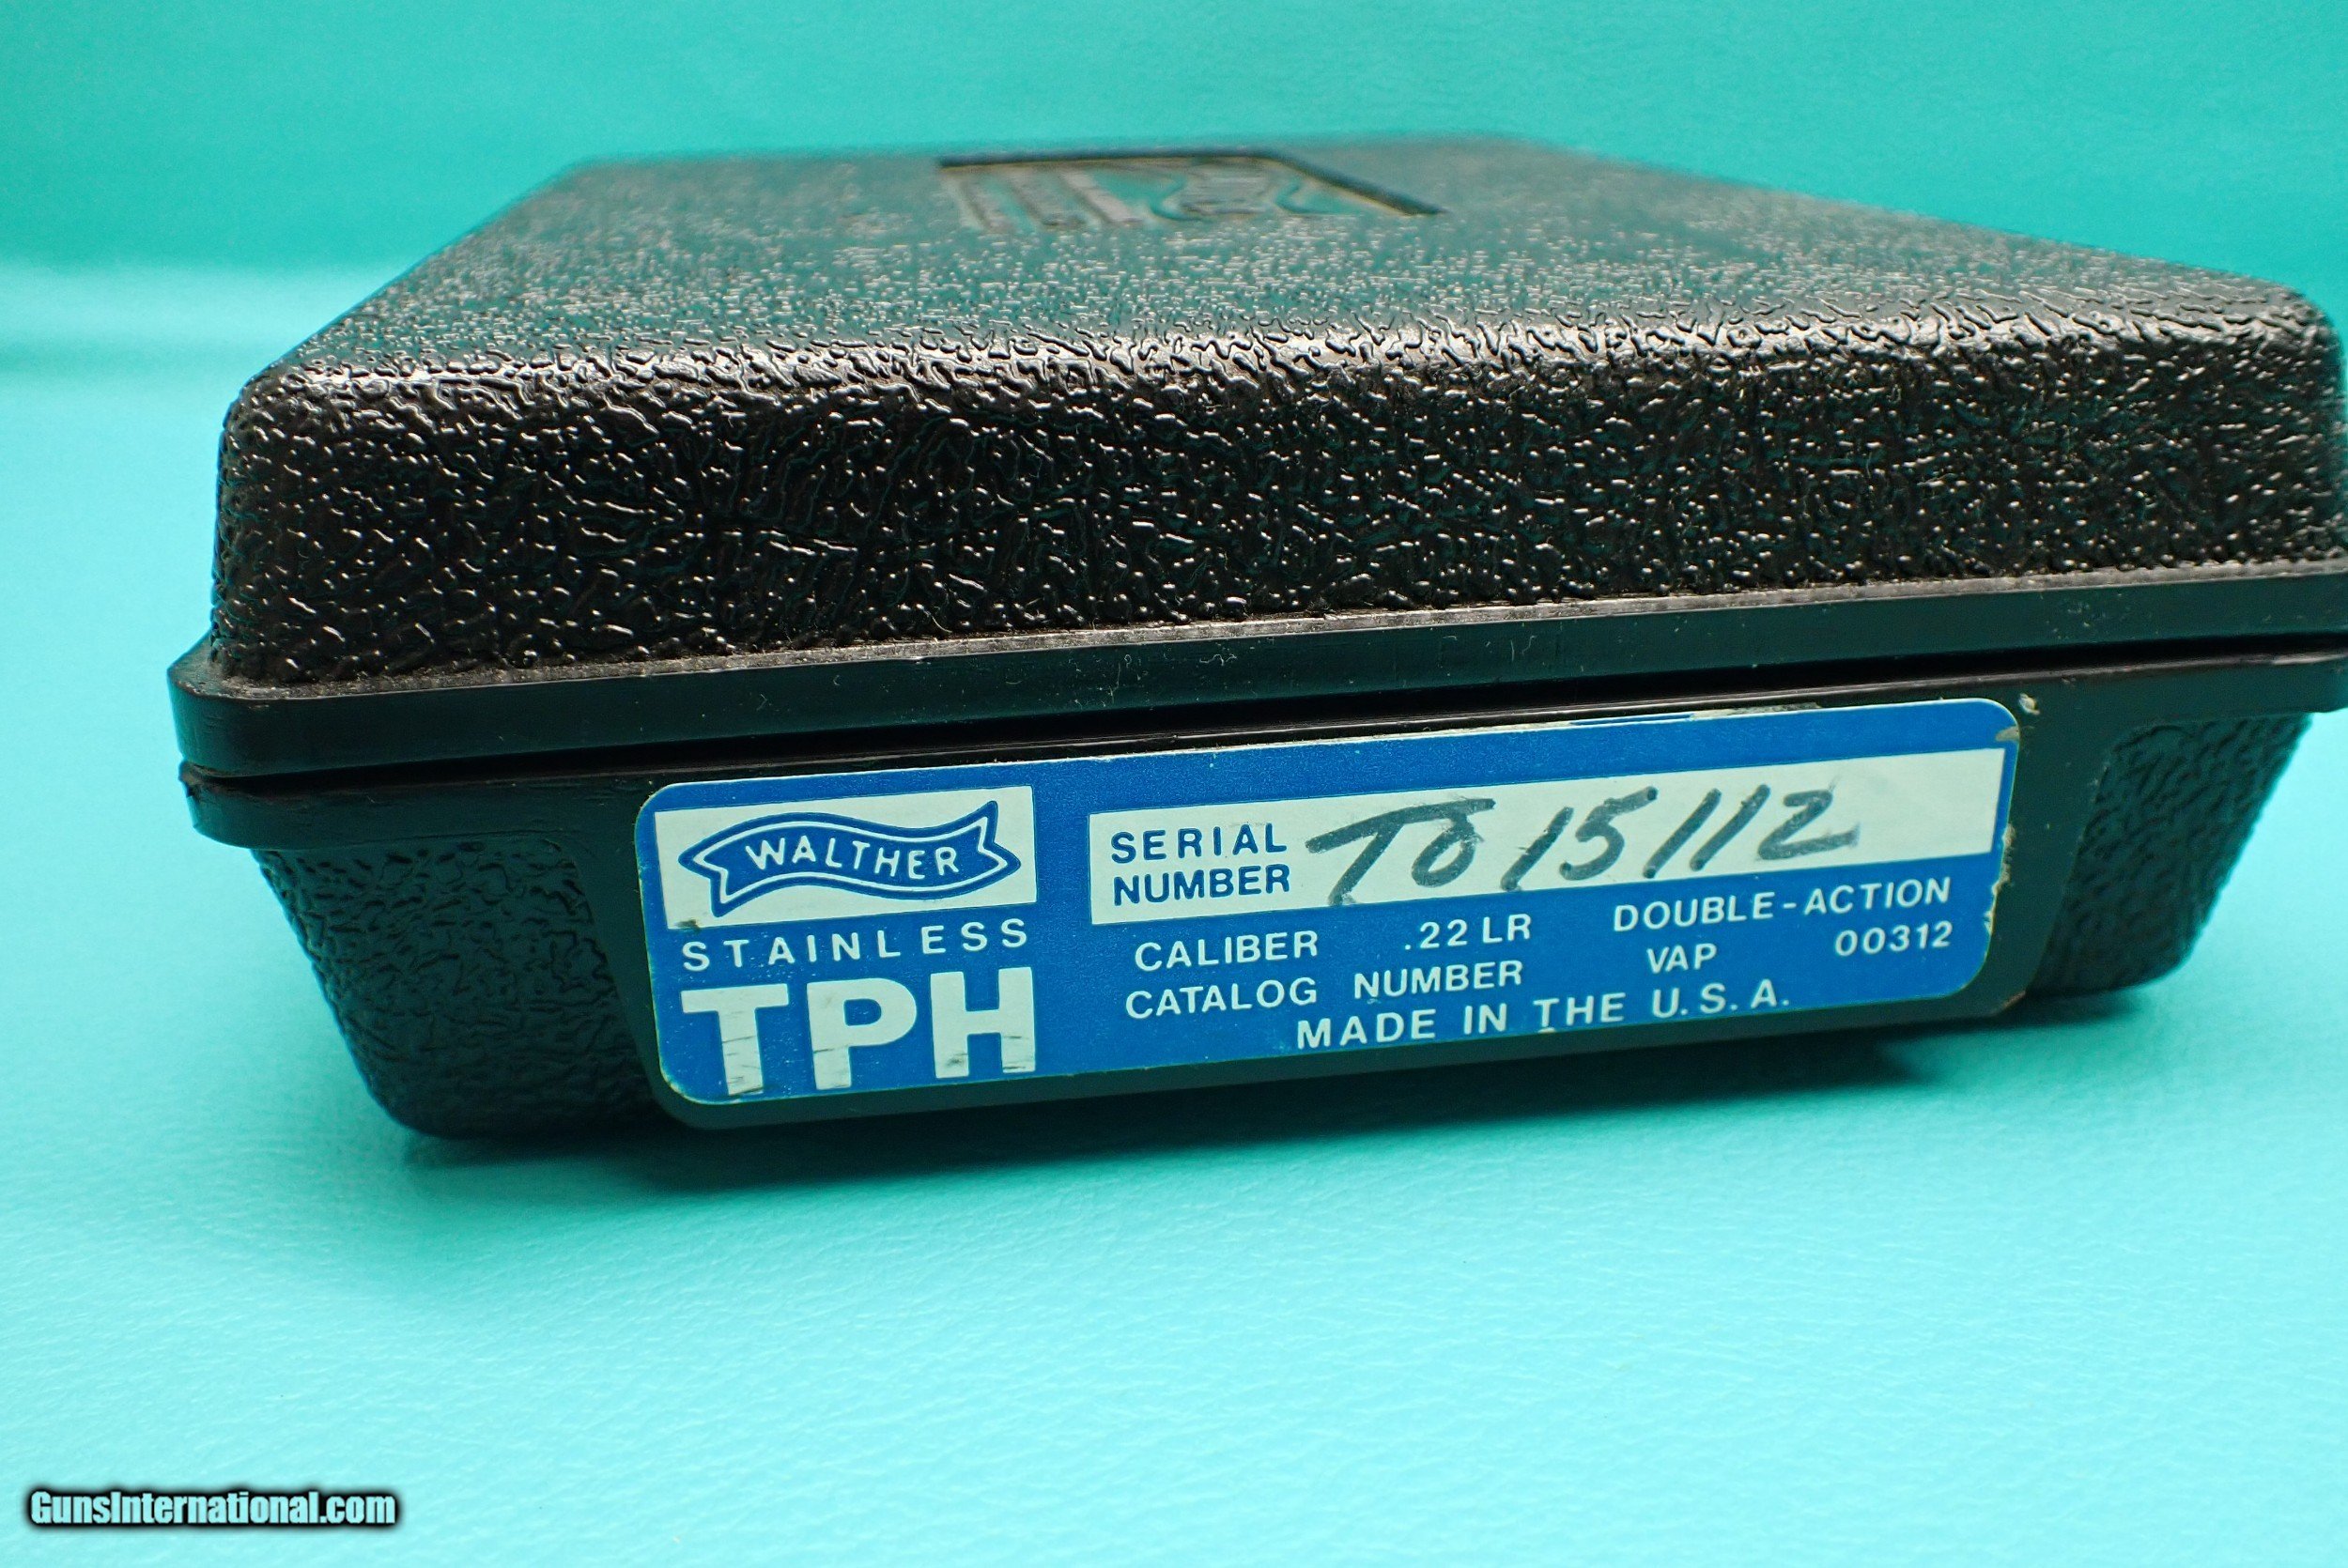 WALTHER
STAINLESS
TPH
SERIAL NUMBER TO15112
CALIBER .22 LR DOUBLE-ACTION
CATALOG NUMBER VAP 00312
MADE IN THE U.S.A.
GunsInternational.com